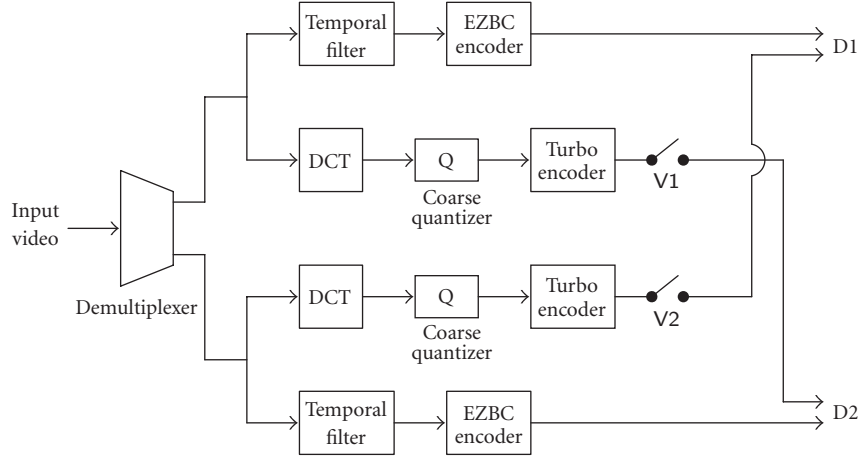 Temporal
filter
EZBC
encoder
D1
DCT
Q
Coarse
quantizer
Turbo
encoder
V1
Input
video
Demultiplexer
DCT
Q
Coarse
quantizer
Turbo
encoder
V2
Temporal
filter
EZBC
encoder
D2